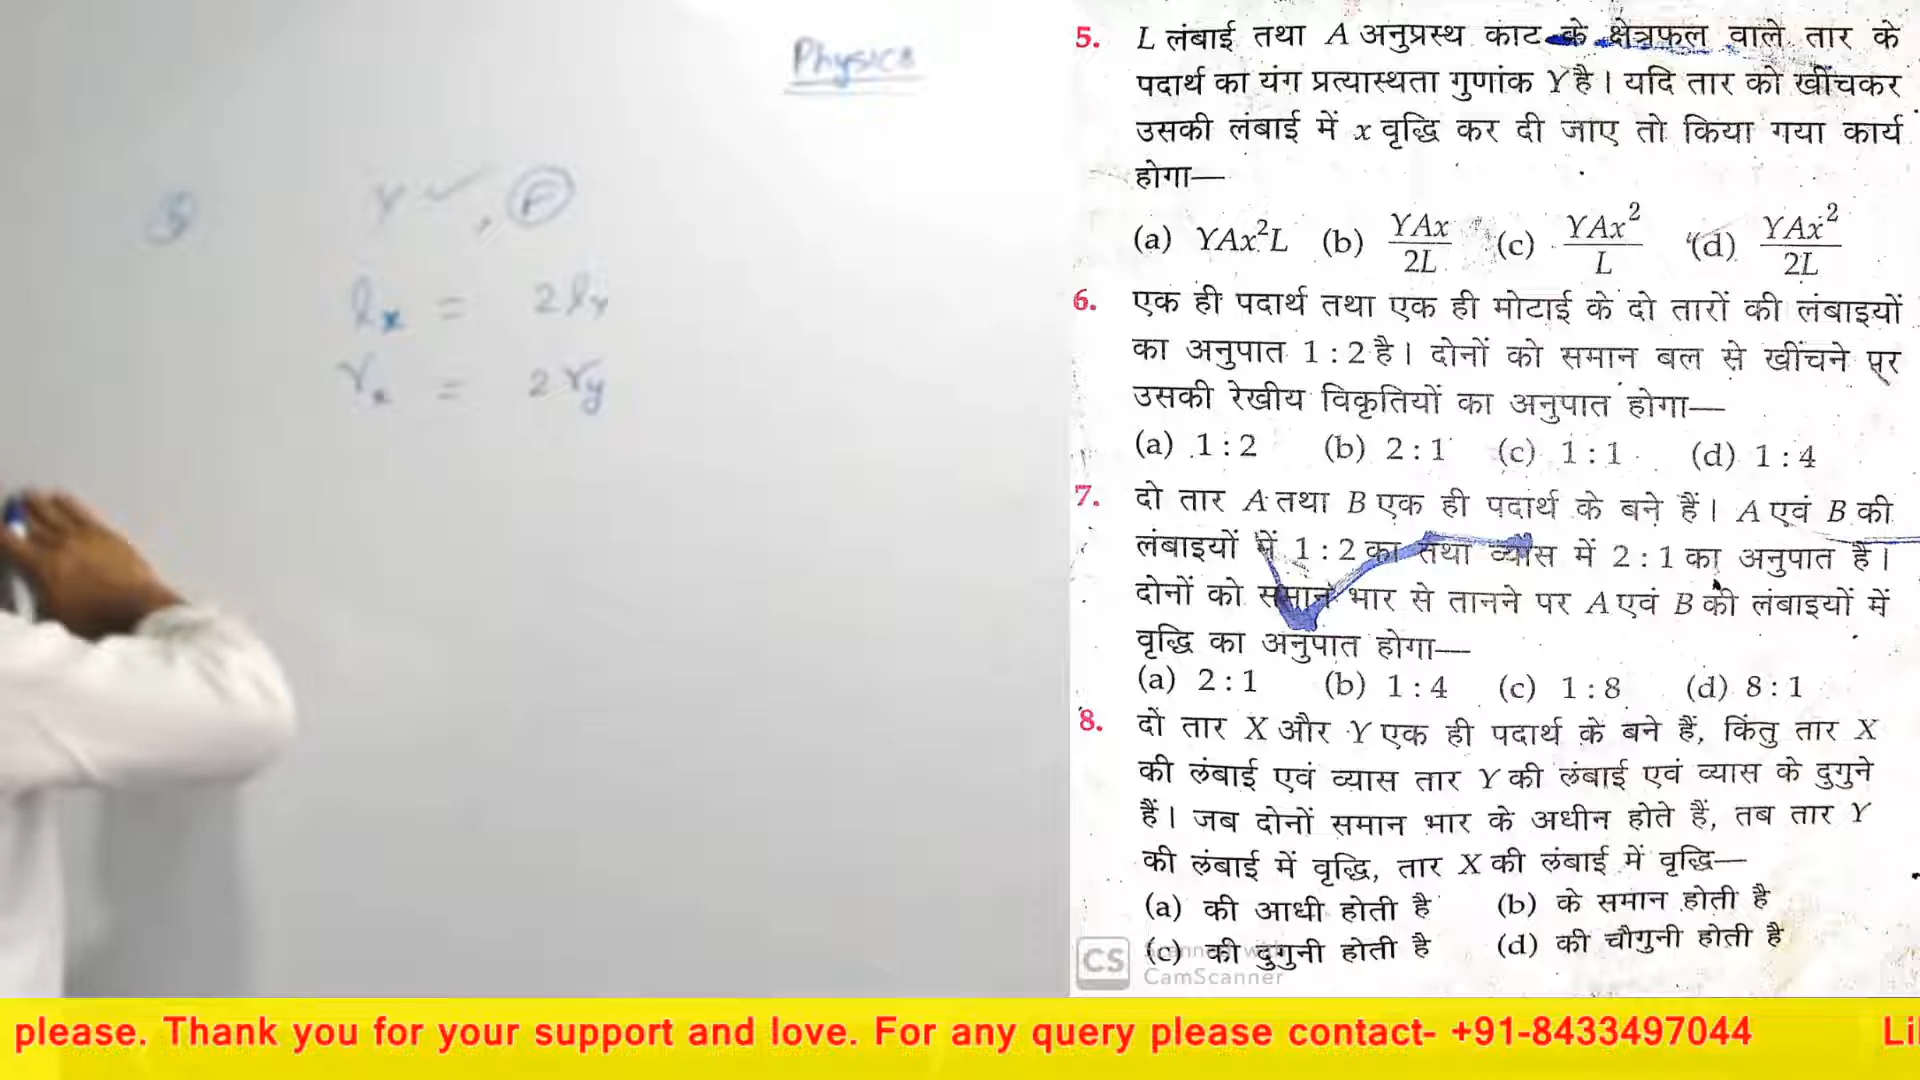 Physics
Y ✓, F
lx = 2ly
rx = 2ry
5. L लंबाई तथा A अनुप्रस्थ काट के क्षेत्रफल वाले तार के
पदार्थ का यंग प्रत्यास्थता गुणांक Y है। यदि तार को खींचकर
उसकी लंबाई में x वृद्धि कर दी जाए तो किया गया कार्य
होगा—
(a) YAx²L (b) YAx/2L (c) YAx²/L (d) YAx²/2L
6. एक ही पदार्थ तथा एक ही मोटाई के दो तारों की लंबाइयों
का अनुपात 1 : 2 है। दोनों को समान बल से खींचने पर
उसकी रेखीय विकृतियों का अनुपात होगा—
(a) 1 : 2 (b) 2 : 1 (c) 1 : 1 (d) 1 : 4
7. दो तार A तथा B एक ही पदार्थ के बने हैं। A एवं B की
लंबाइयों में 1 : 2 का तथा व्यास में 2 : 1 का अनुपात है।
दोनों को समान भार से तानने पर A एवं B की लंबाइयों में
वृद्धि का अनुपात होगा—
(a) 2 : 1 (b) 1 : 4 (c) 1 : 8 (d) 8 : 1
8. दो तार X और Y एक ही पदार्थ के बने हैं, किंतु तार X
की लंबाई एवं व्यास तार Y की लंबाई एवं व्यास के दुगुने
हैं। जब दोनों समान भार के अधीन होते हैं, तब तार Y
की लंबाई में वृद्धि, तार X की लंबाई में वृद्धि—
(a) की आधी होती है (b) के समान होती है
(c) की दुगुनी होती है (d) की चौगुनी होती है
CS Scanned with
CamScanner
please. Thank you for your support and love. For any query please contact- +91-8433497044 Li